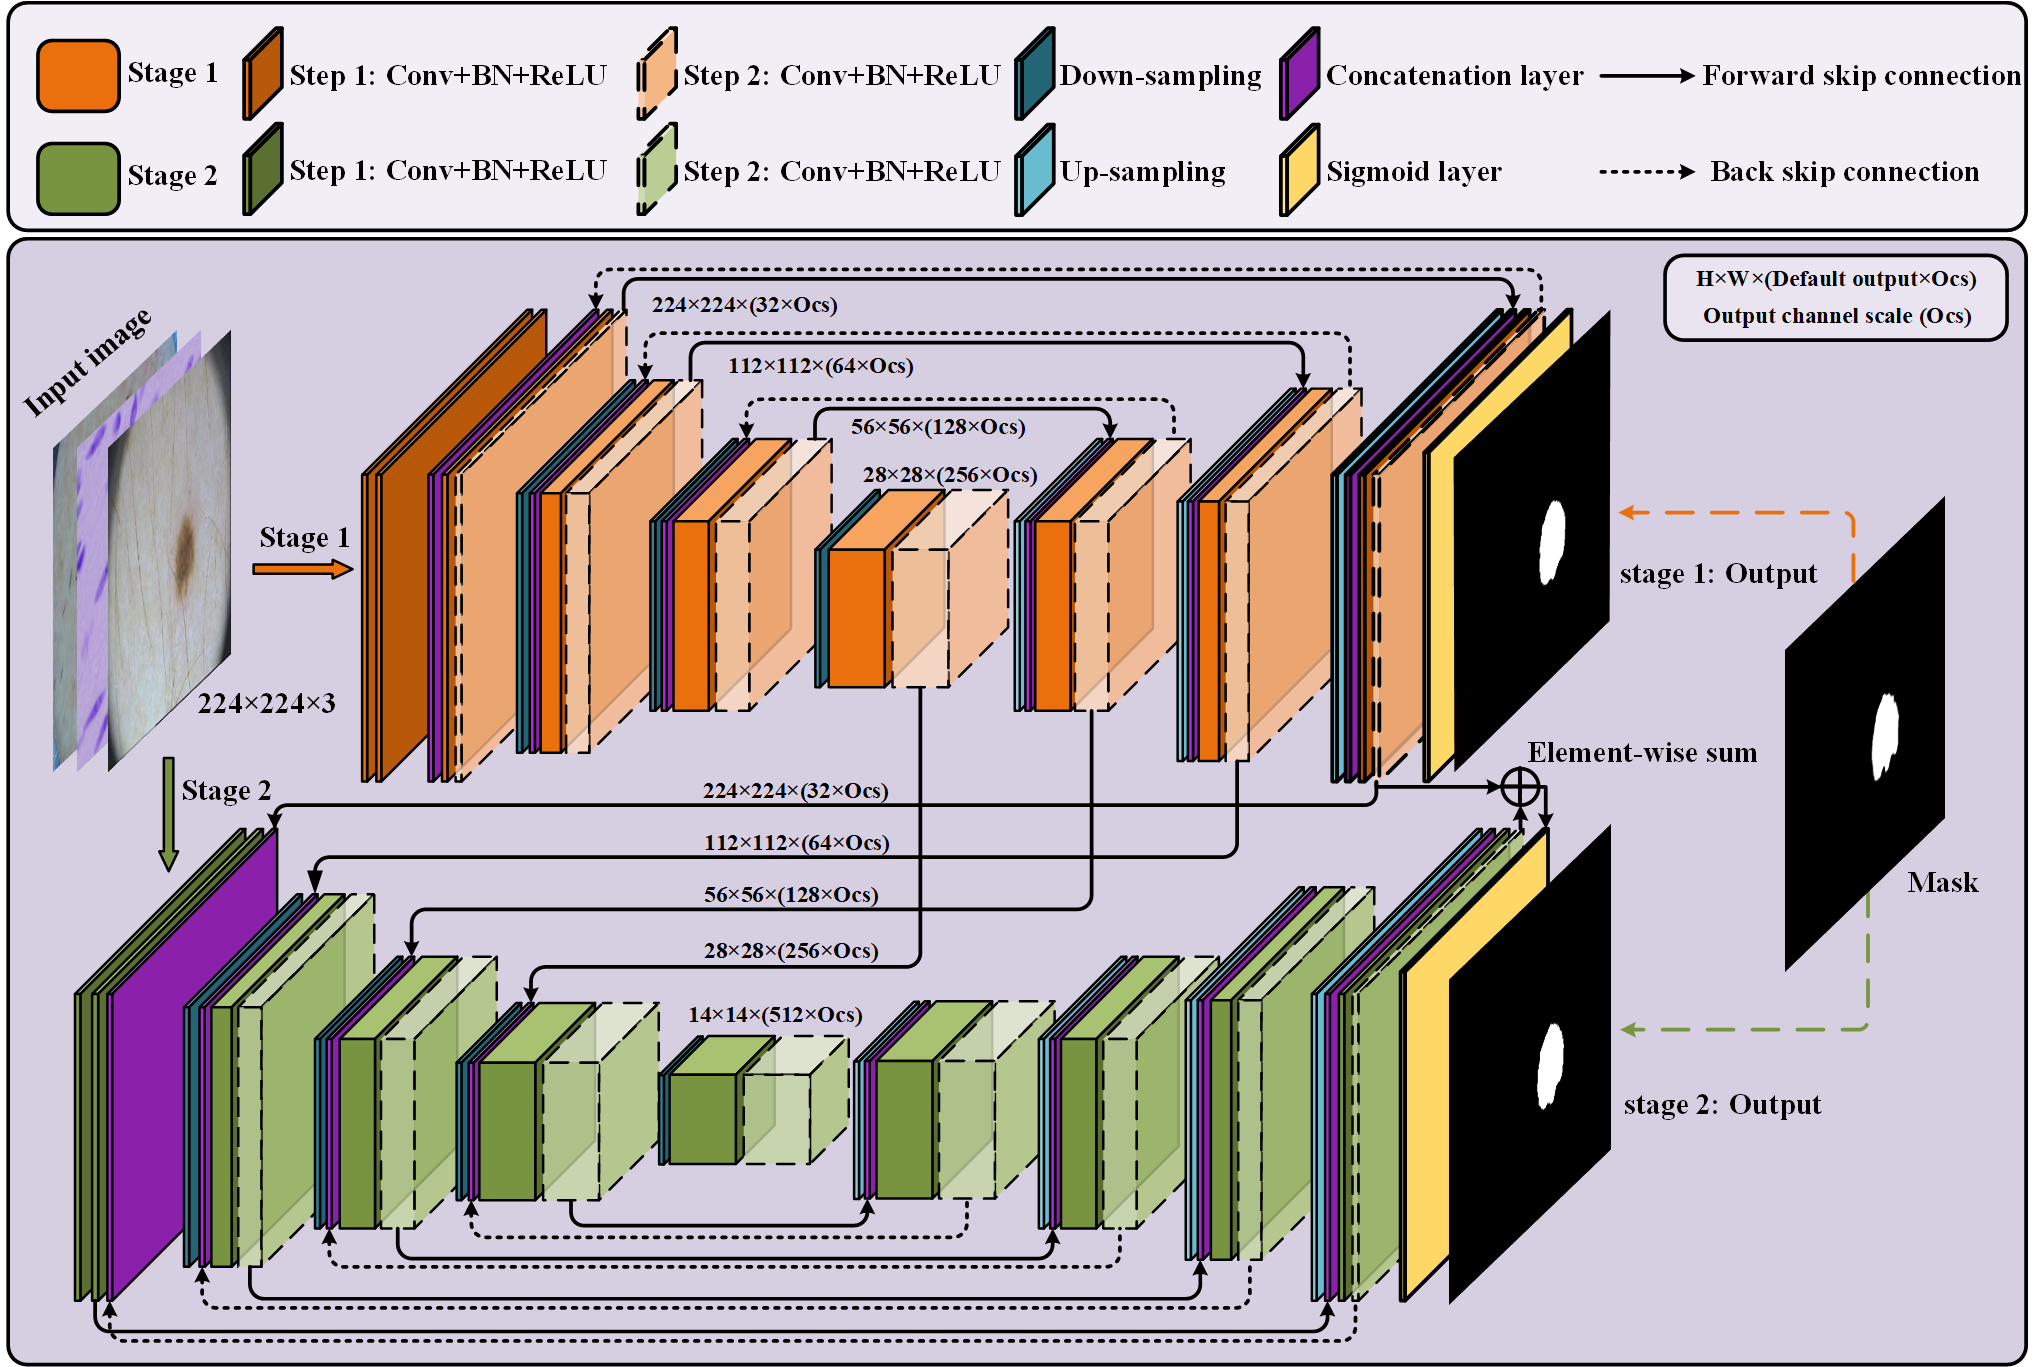 Stage 1
Step 1: Conv+BN+ReLU
Step 2: Conv+BN+ReLU
Down-sampling
Concatenation layer
Forward skip connection
Stage 2
Step 1: Conv+BN+ReLU
Step 2: Conv+BN+ReLU
Up-sampling
Sigmoid layer
Back skip connection
H×W×(Default output×Ocs)
Output channel scale (Ocs)
Input image
224×224×(32×Ocs)
112×112×(64×Ocs)
56×56×(128×Ocs)
28×28×(256×Ocs)
Stage 1
stage 1: Output
224×224×3
Element-wise sum
Stage 2
224×224×(32×Ocs)
112×112×(64×Ocs)
56×56×(128×Ocs)
Mask
28×28×(256×Ocs)
14×14×(512×Ocs)
stage 2: Output